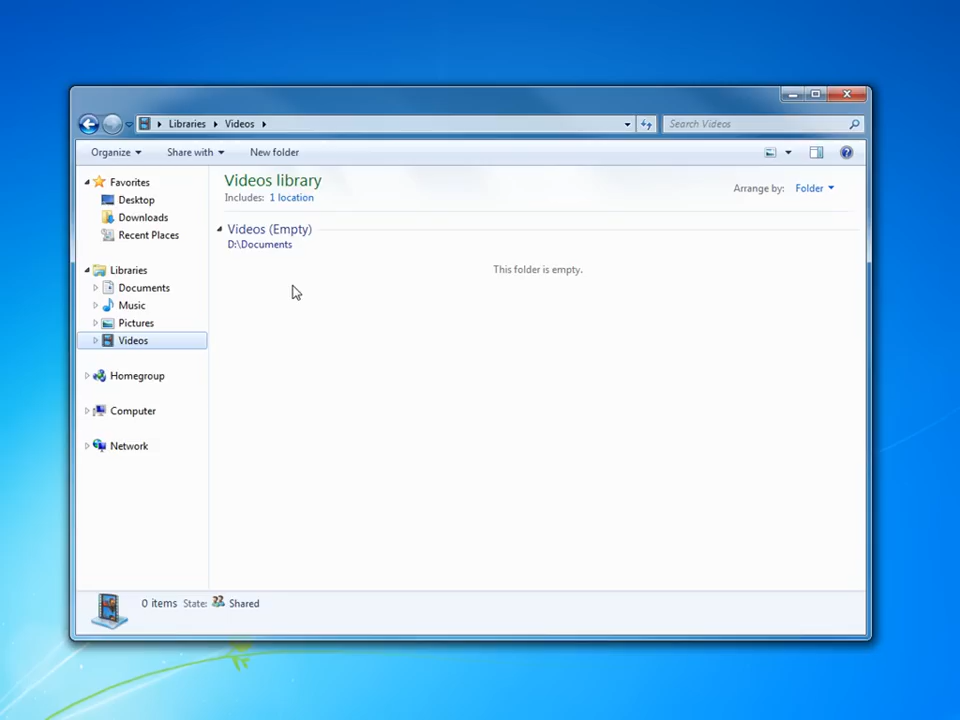 Libraries Videos
Search Videos
Organize Share with New folder
Favorites
Desktop
Downloads
Recent Places
Libraries
Documents
Music
Pictures
Videos
Homegroup
Computer
Network
Videos library
Includes: 1 location
Arrange by: Folder
Videos (Empty)
D:\Documents
This folder is empty.
0 items State: Shared